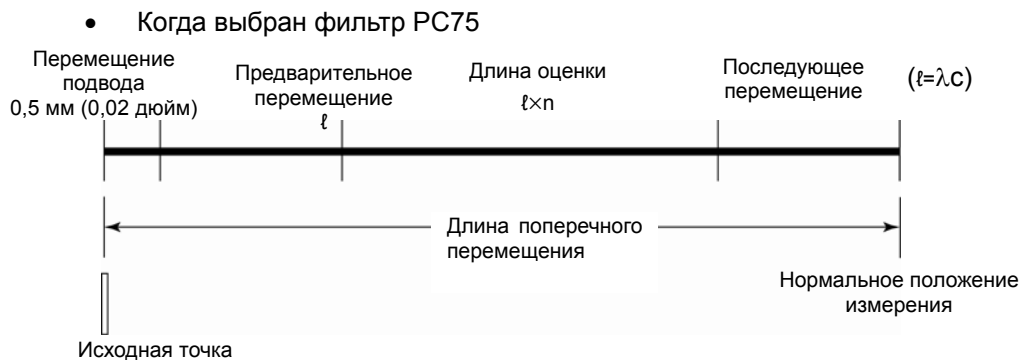 • Когда выбран фильтр PC75
Перемещение
подвода
0,5 мм (0,02 дюйм)
Предварительное
перемещение
ℓ
Длина оценки
ℓ×n
Последующее
перемещение
(ℓ=λc)
Длина поперечного
перемещения
Нормальное положение
измерения
Исходная точка